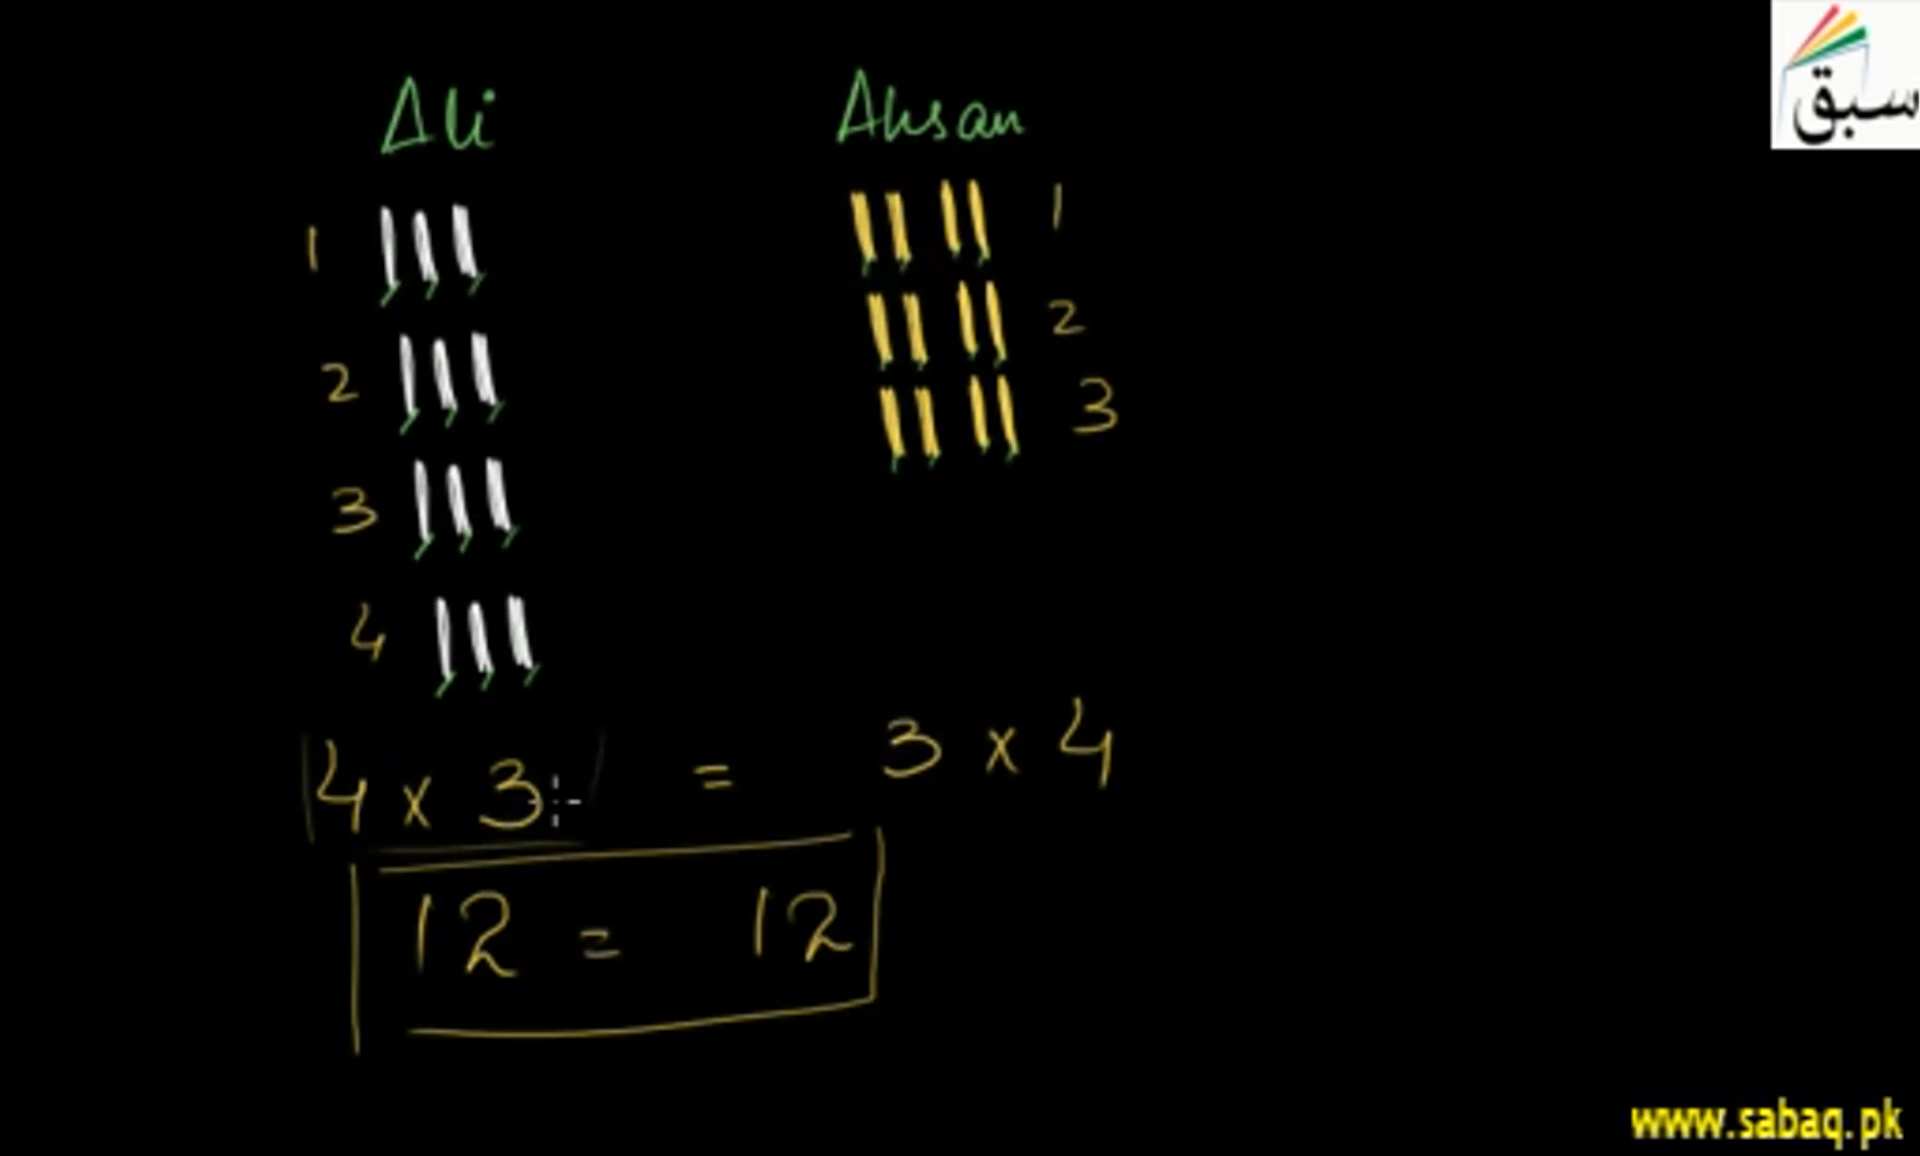 سبق
Ali Ahsan
1 1
2 2
3 3
4
4 x 3 = 3 x 4
12 = 12
www.sabaq.pk